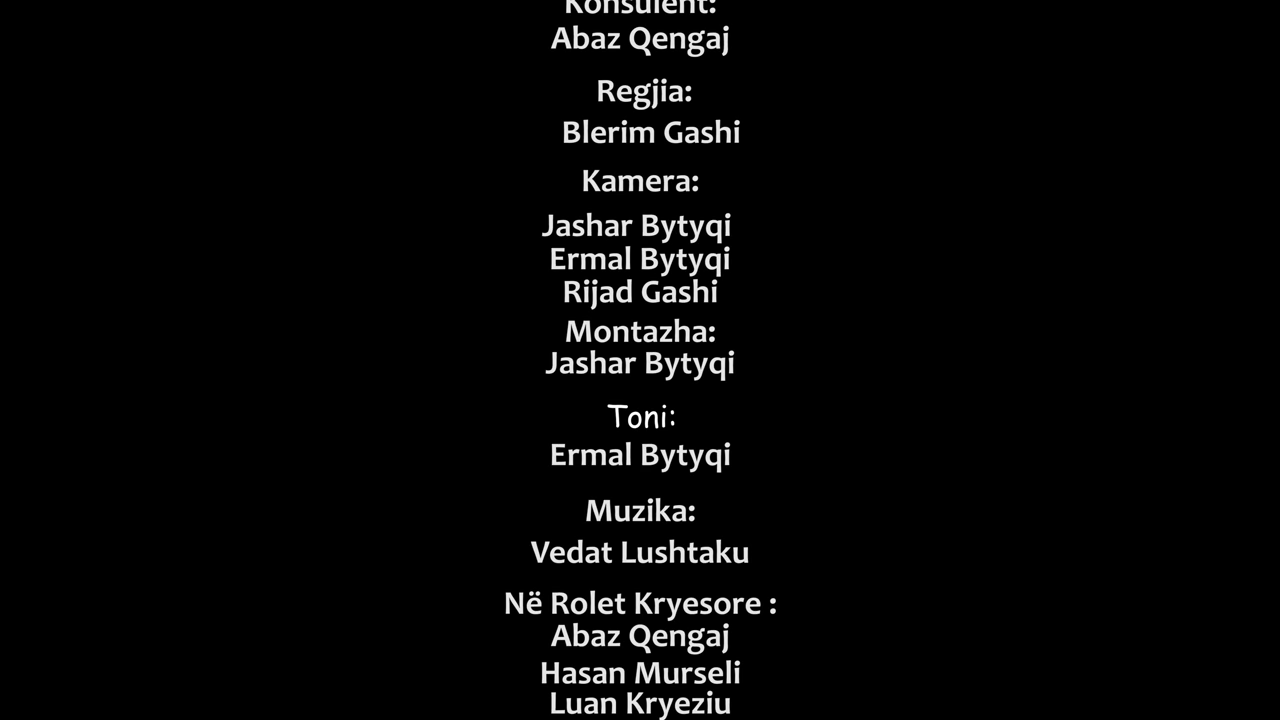 Konsulent:
Abaz Qengaj
Regjia:
Blerim Gashi
Kamera:
Jashar Bytyqi
Ermal Bytyqi
Rijad Gashi
Montazha:
Jashar Bytyqi
Toni:
Ermal Bytyqi
Muzika:
Vedat Lushtaku
Në Rolet Kryesore :
Abaz Qengaj
Hasan Murseli
Luan Kryeziu